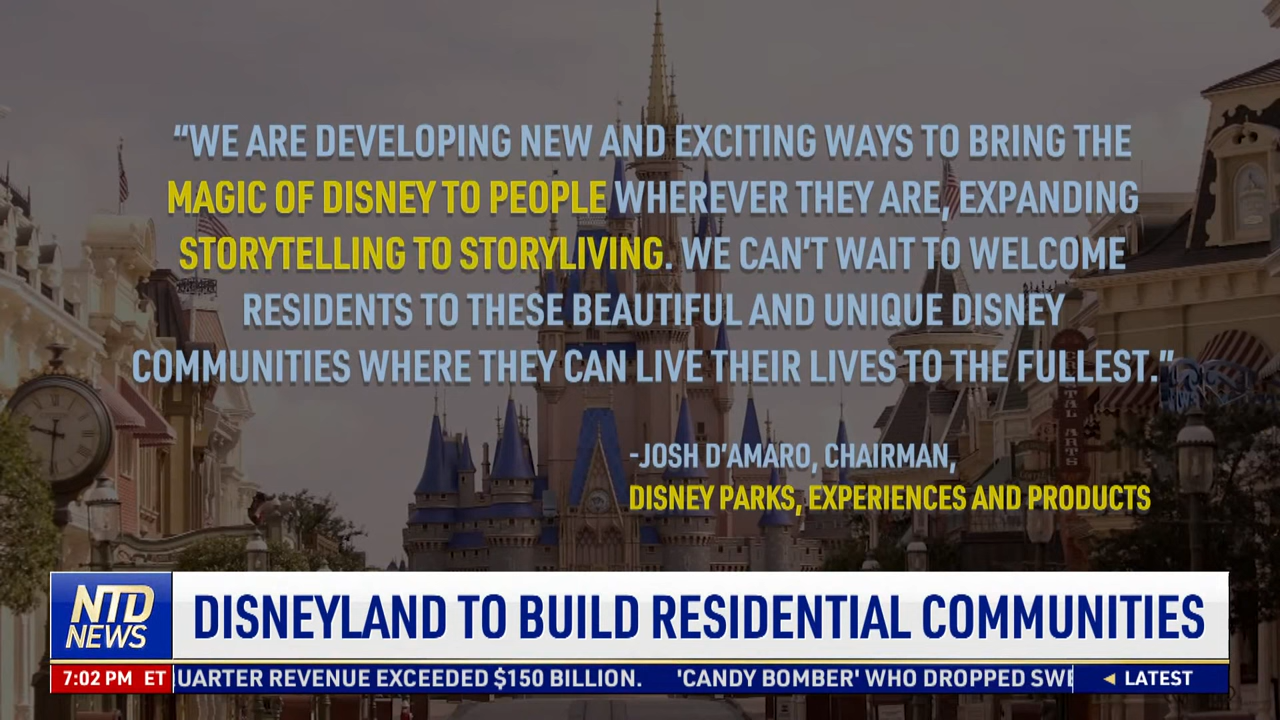 “WE ARE DEVELOPING NEW AND EXCITING WAYS TO BRING THE
MAGIC OF DISNEY TO PEOPLE WHEREVER THEY ARE, EXPANDING
STORYTELLING TO STORYLIVING. WE CAN’T WAIT TO WELCOME
RESIDENTS TO THESE BEAUTIFUL AND UNIQUE DISNEY
COMMUNITIES WHERE THEY CAN LIVE THEIR LIVES TO THE FULLEST.”
-JOSH D’AMARO, CHAIRMAN,
DISNEY PARKS, EXPERIENCES AND PRODUCTS
NTD
NEWS
DISNEYLAND TO BUILD RESIDENTIAL COMMUNITIES
7:02 PM ET
UARTER REVENUE EXCEEDED $150 BILLION. 'CANDY BOMBER' WHO DROPPED SWE
◄ LATEST